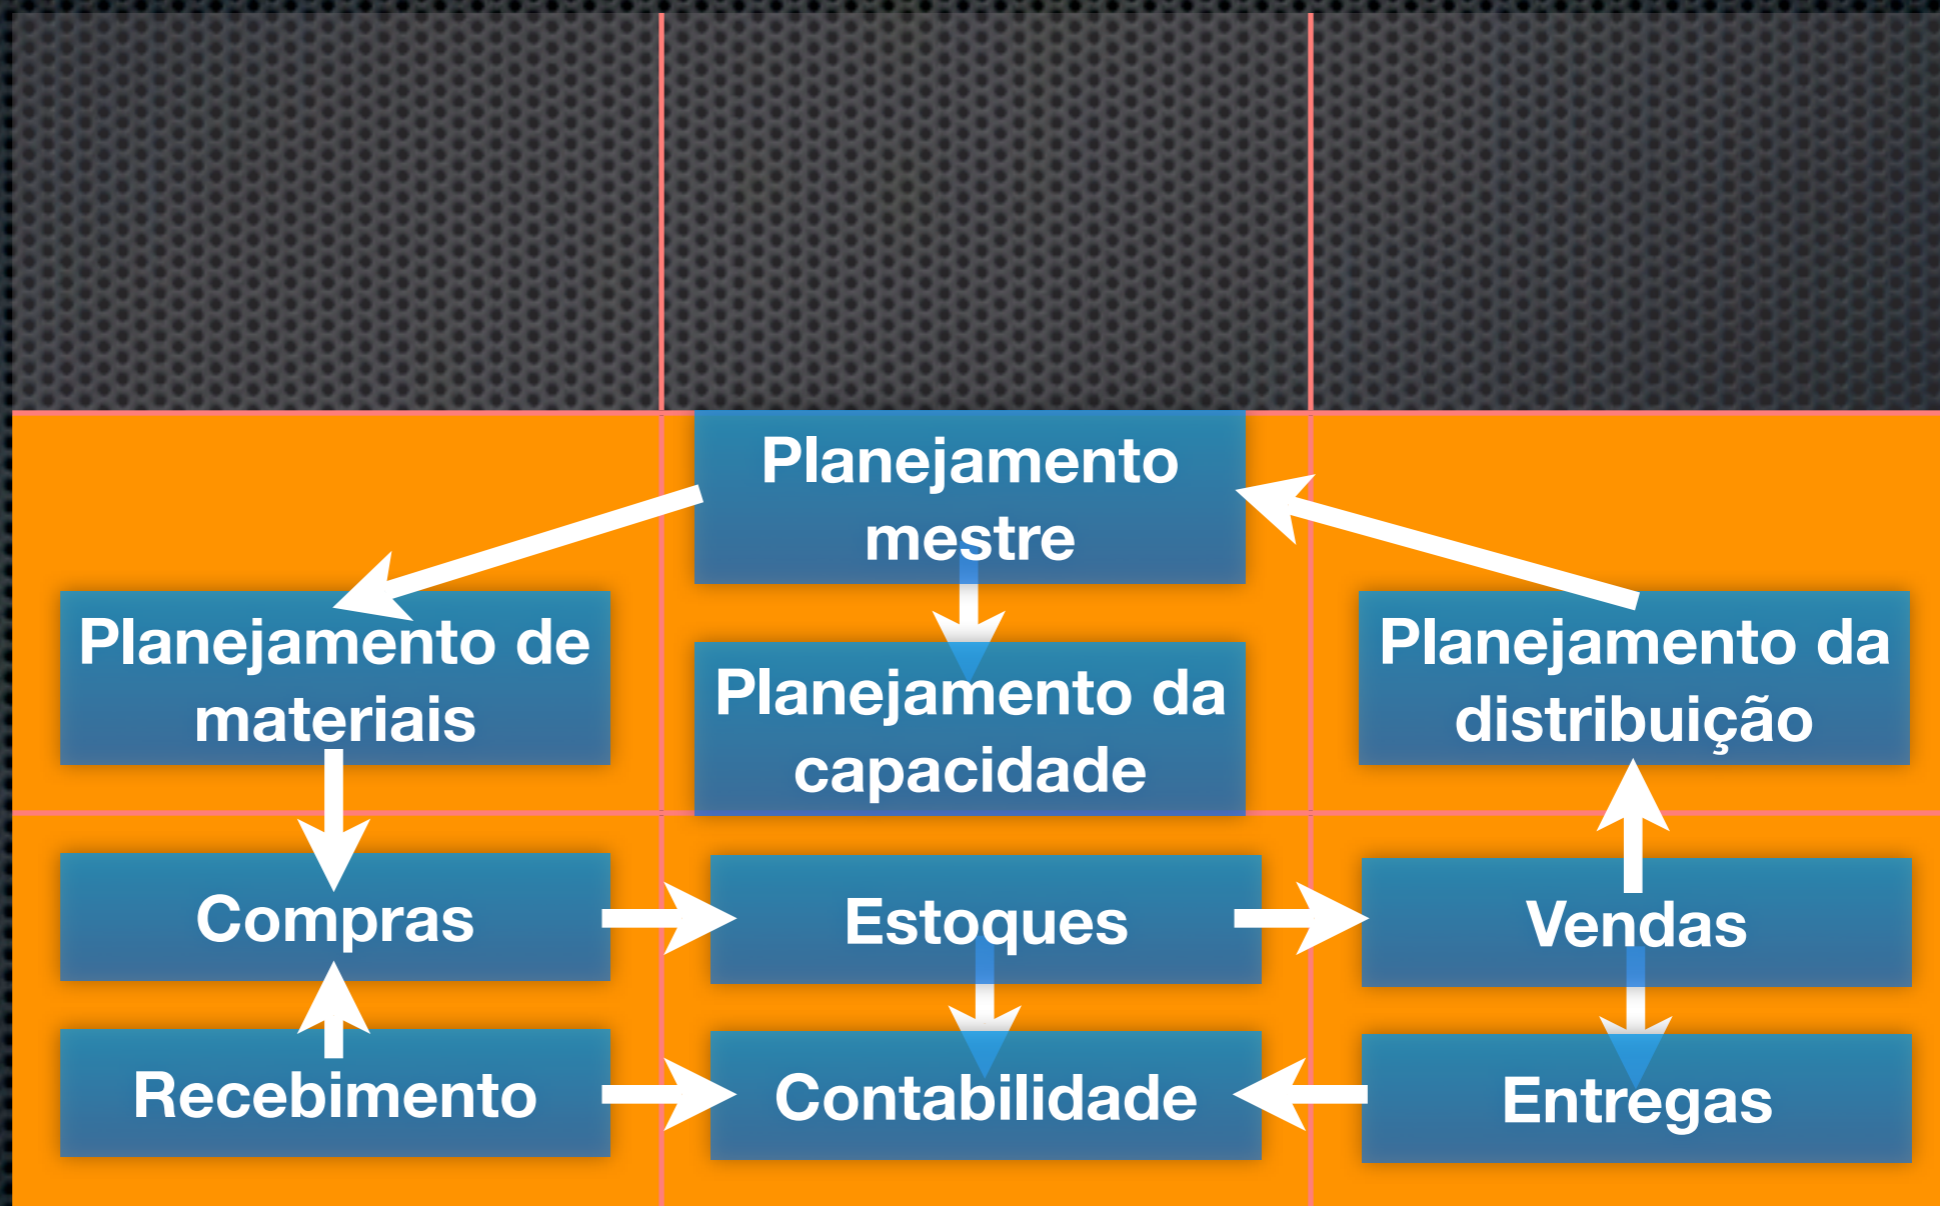 Planejamento
mestre
Planejamento de
materiais
Planejamento da
capacidade
Planejamento da
distribuição
Compras
Estoques
Vendas
Recebimento
Contabilidade
Entregas